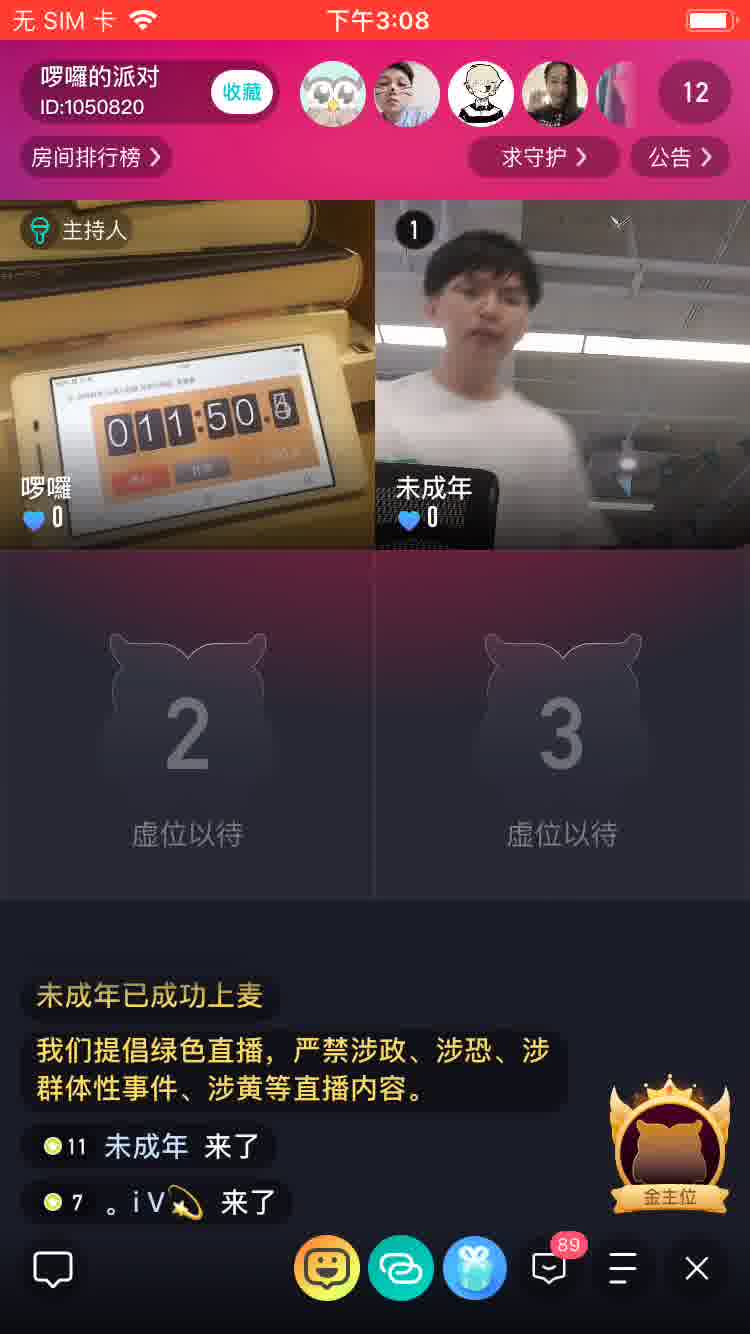 无 SIM 卡
下午3:08
啰囉的派对
ID:1050820
收藏
12
房间排行榜
求守护
公告
主持人
1
011:50.
啰囉
0
未成年
0
2
虚位以待
3
虚位以待
未成年已成功上麦
我们提倡绿色直播，严禁涉政、涉恐、涉
群体性事件、涉黄等直播内容。
11 未成年 来了
7 。i V💫 来了
金主位
89